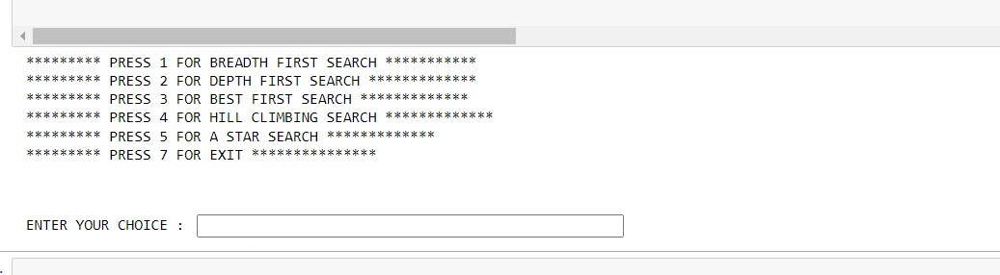 ********* PRESS 1 FOR BREADTH FIRST SEARCH ***********
********* PRESS 2 FOR DEPTH FIRST SEARCH *************
********* PRESS 3 FOR BEST FIRST SEARCH *************
********* PRESS 4 FOR HILL CLIMBING SEARCH *************
********* PRESS 5 FOR A STAR SEARCH *************
********* PRESS 7 FOR EXIT ***************
ENTER YOUR CHOICE :